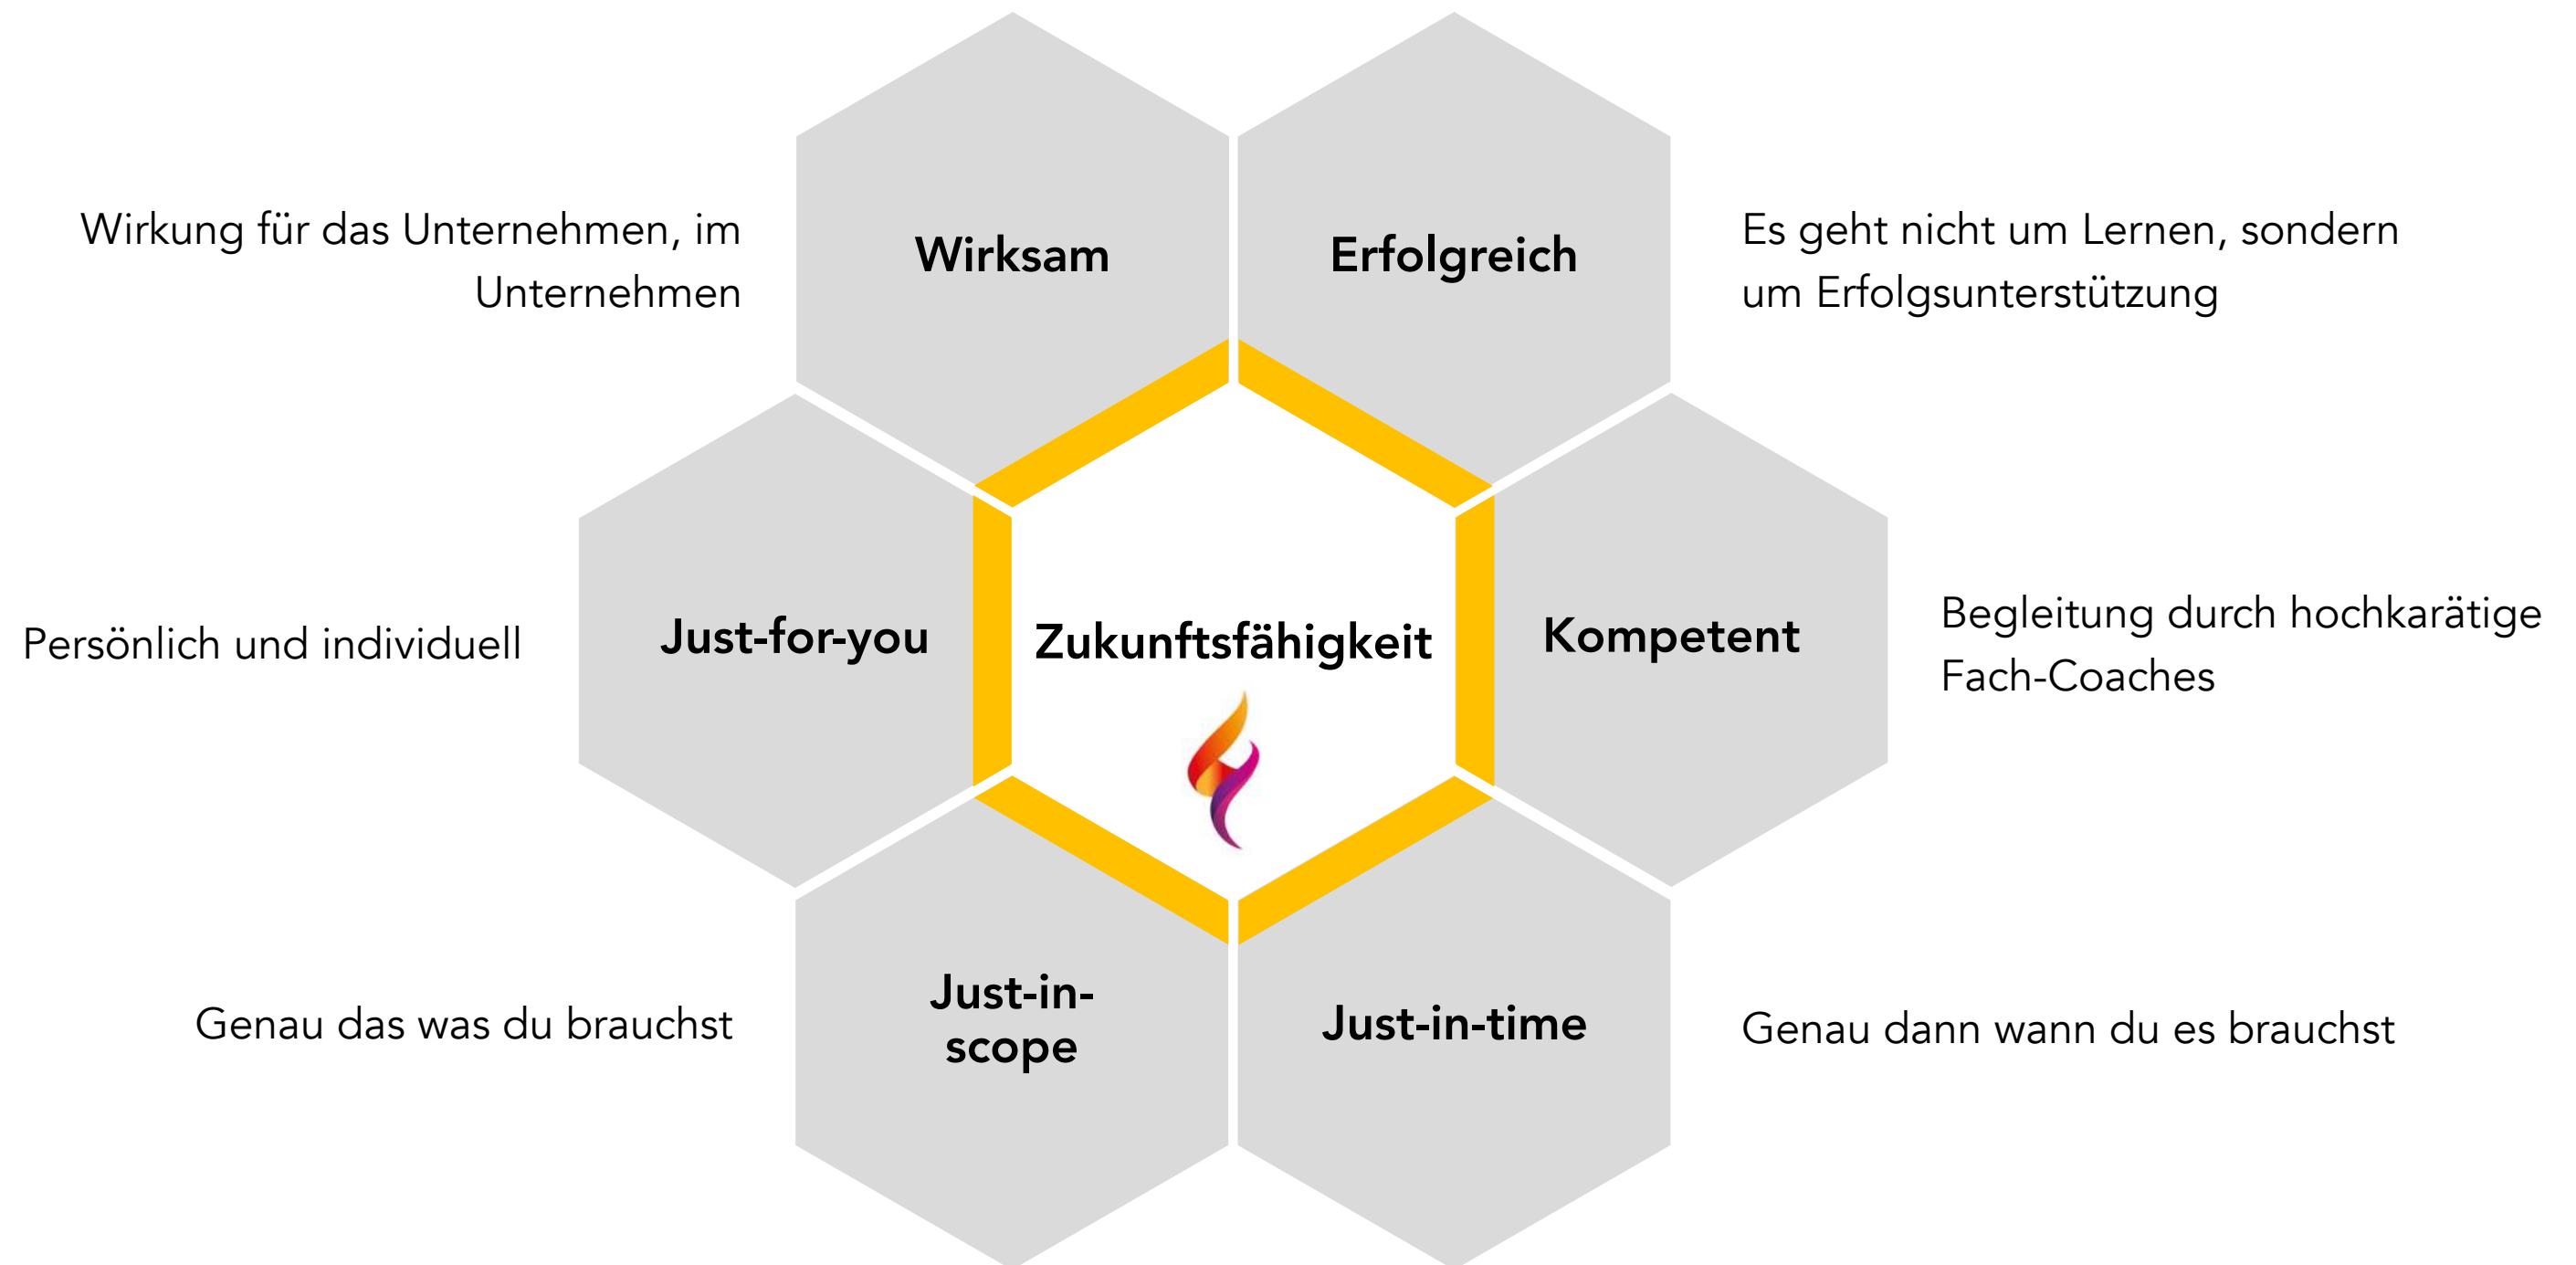 Wirkung für das Unternehmen, im
Unternehmen
Wirksam
Erfolgreich
Es geht nicht um Lernen, sondern
um Erfolgsunterstützung
Persönlich und individuell
Just-for-you
Zukunftsfähigkeit
Kompetent
Begleitung durch hochkarätige
Fach-Coaches
Genau das was du brauchst
Just-in-
scope
Just-in-time
Genau dann wann du es brauchst